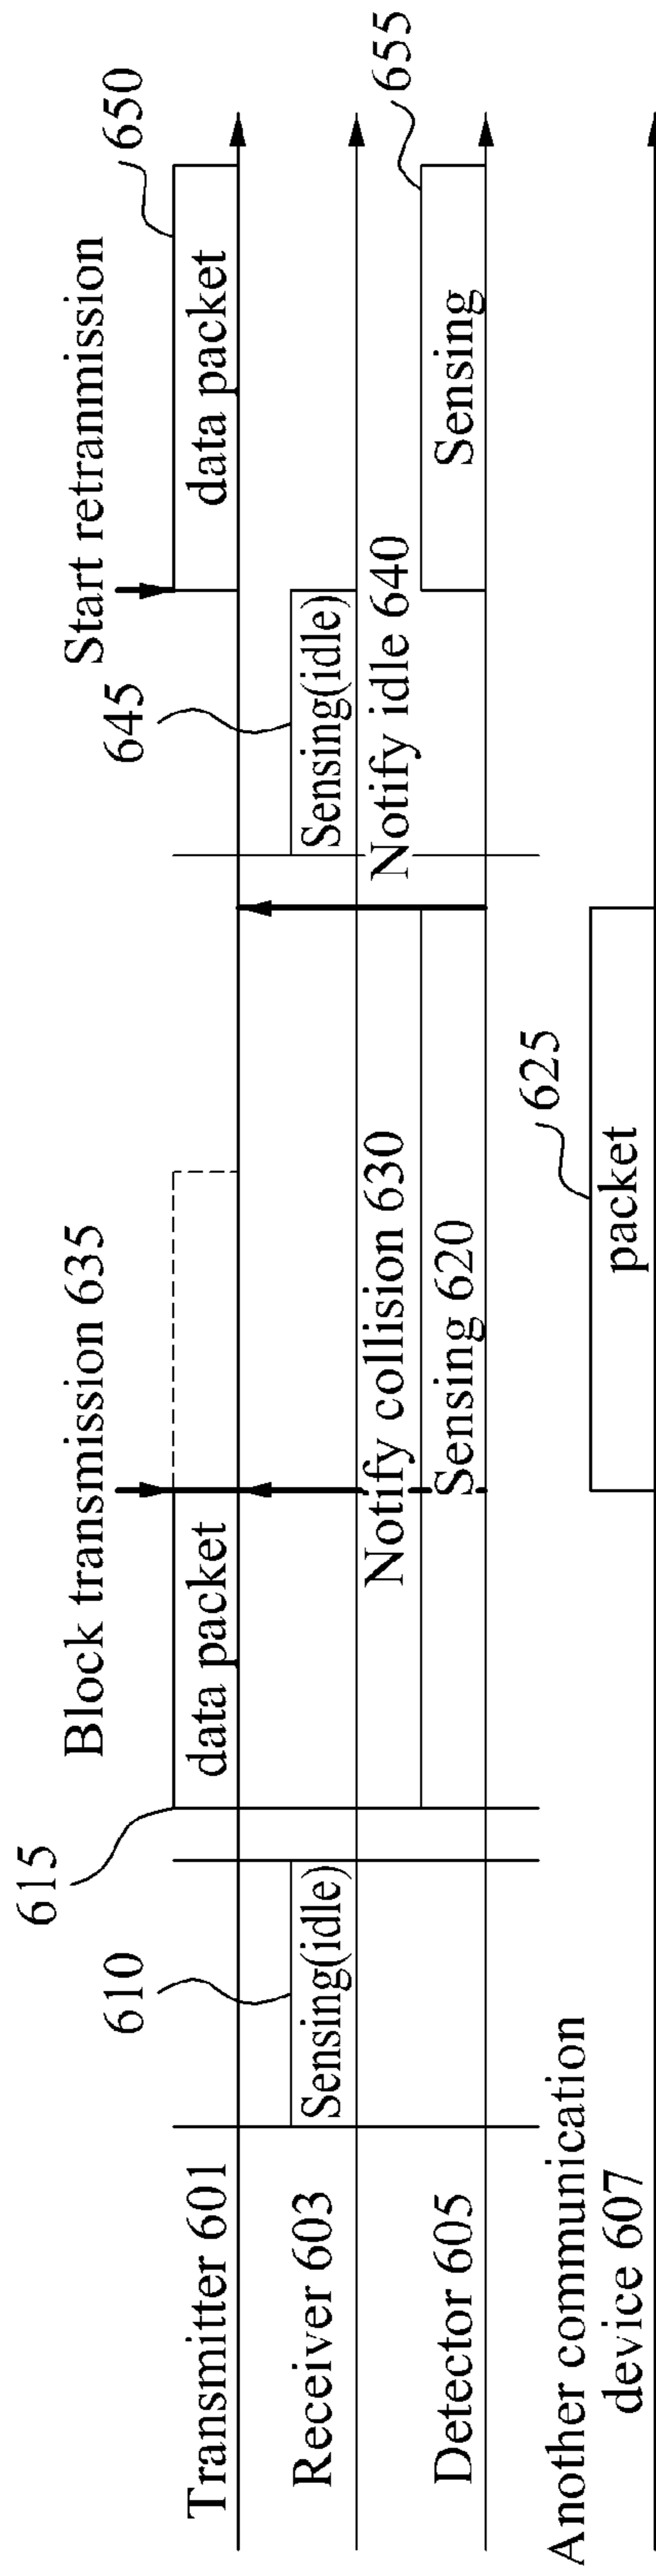 615
Block transmission 635
Start retranmission
610
645
650
Transmitter 601
data packet
data packet
Receiver 603
Sensing(idle)
Sensing(idle)
Notify collision 630
Notify idle 640
655
Detector 605
Sensing 620
Sensing
625
Another communication
device 607
packet